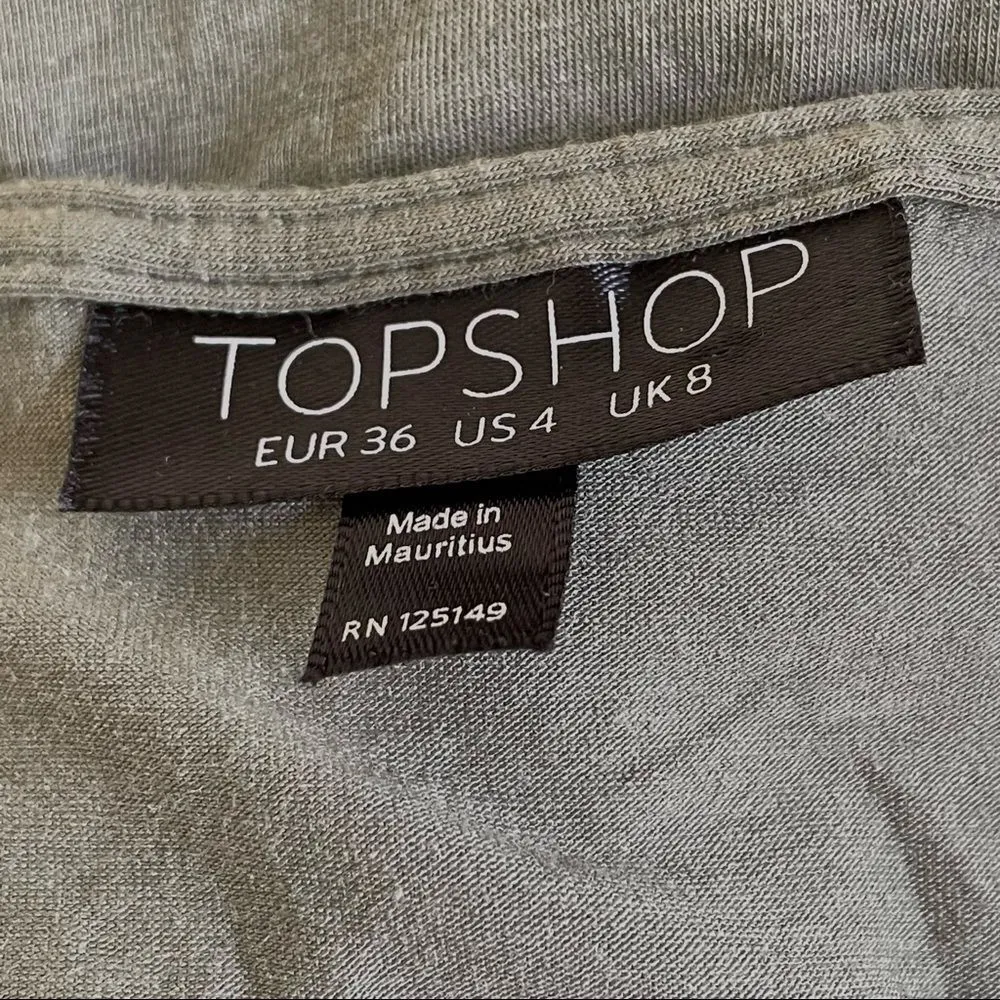 TOPSHOP
EUR 36 US 4 UK 8
Made in
Mauritius
RN 125149